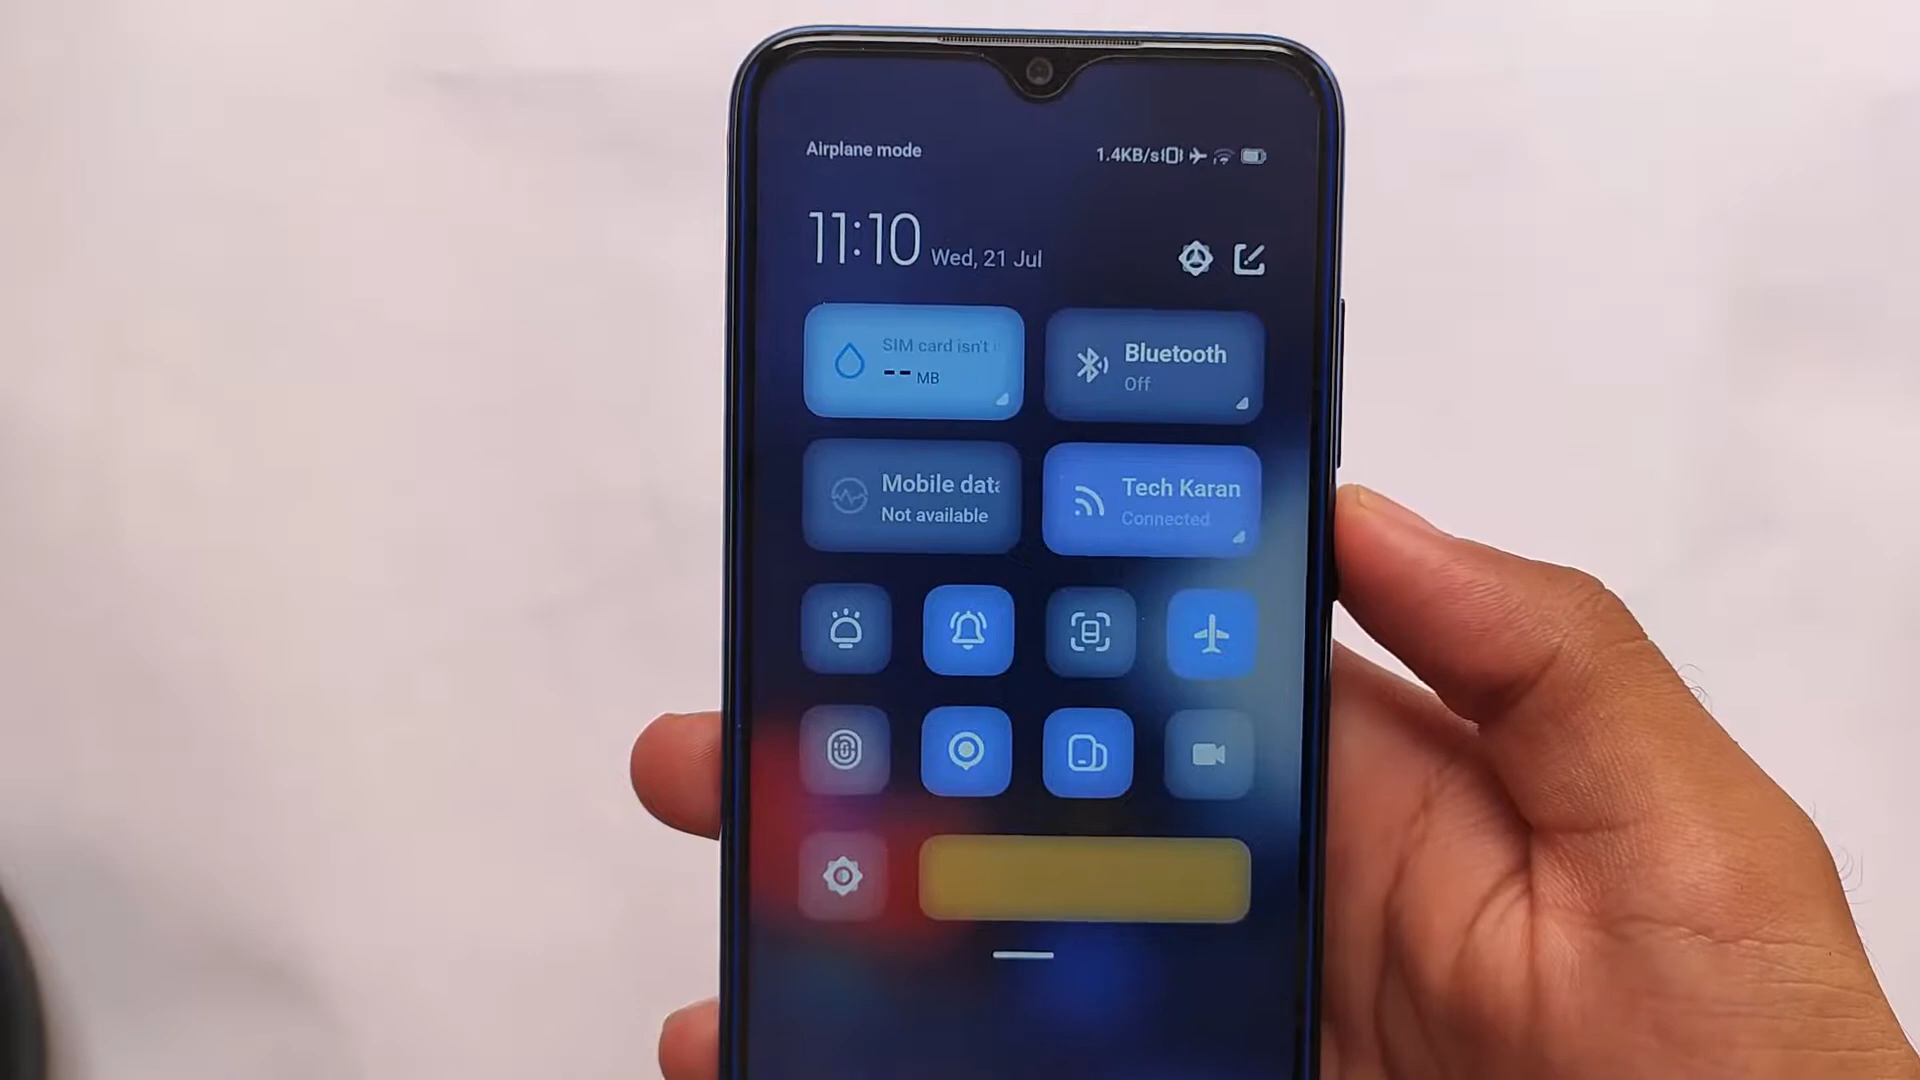 Airplane mode
1.4KB/s
11:10 Wed, 21 Jul
SIM card isn't
-- MB
Bluetooth
Off
Mobile data
Not available
Tech Karan
Connected